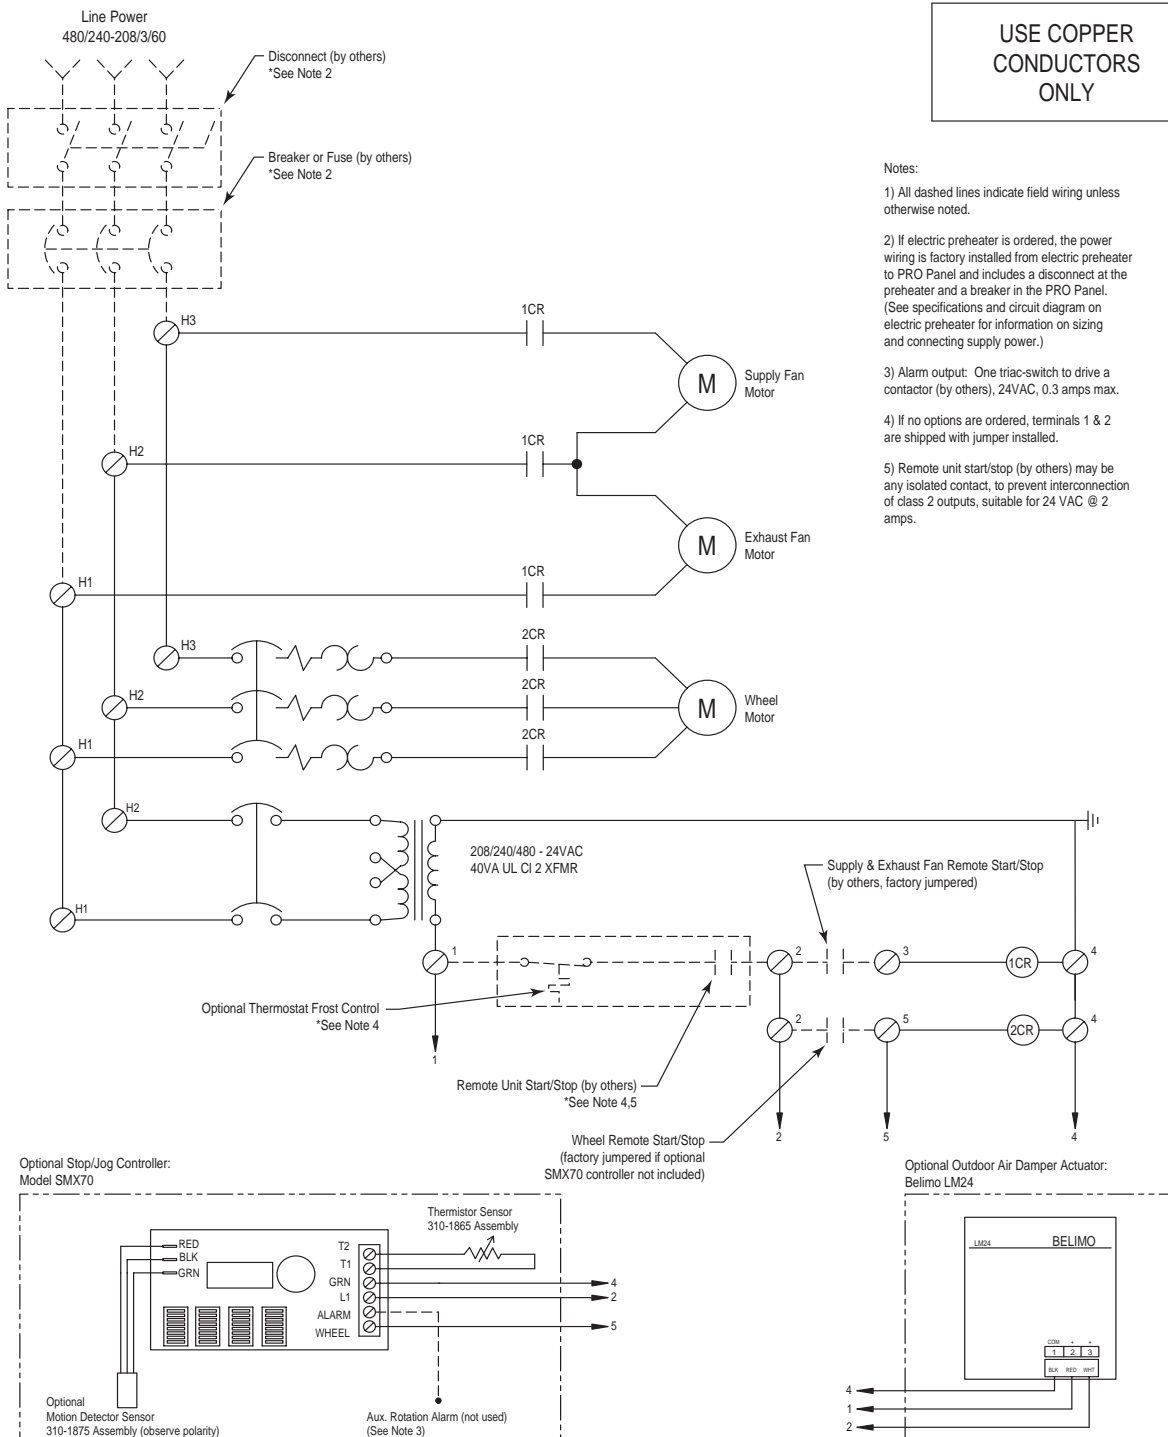 Line Power
480/240-208/3/60
Disconnect (by others)
*See Note 2
Breaker or Fuse (by others)
*See Note 2
USE COPPER
CONDUCTORS
ONLY
Notes:
1) All dashed lines indicate field wiring unless
otherwise noted.
2) If electric preheater is ordered, the power
wiring is factory installed from electric preheater
to PRO Panel and includes a disconnect at the
preheater and a breaker in the PRO Panel.
(See specifications and circuit diagram on
electric preheater for information on sizing
and connecting supply power.)
3) Alarm output: One triac-switch to drive a
contactor (by others), 24VAC, 0.3 amps max.
4) If no options are ordered, terminals 1 & 2
are shipped with jumper installed.
5) Remote unit start/stop (by others) may be
any isolated contact, to prevent interconnection
of class 2 outputs, suitable for 24 VAC @ 2
amps.
H3
1CR
M
Supply Fan
Motor
H2
1CR
M
Exhaust Fan
Motor
H1
1CR
H3
2CR
H2
2CR
M
Wheel
Motor
H1
2CR
H2
208/240/480 - 24VAC
40VA UL Cl 2 XFMR
H1
Supply & Exhaust Fan Remote Start/Stop
(by others, factory jumpered)
1
2
3
1CR
4
Optional Thermostat Frost Control
*See Note 4
2
5
2CR
4
1
Remote Unit Start/Stop (by others)
*See Note 4,5
Wheel Remote Start/Stop
(factory jumpered if optional
SMX70 controller not included)
2
5
4
Optional Stop/Jog Controller:
Model SMX70
Thermistor Sensor
310-1865 Assembly
RED
BLK
GRN
T2
T1
GRN
L1
ALARM
WHEEL
4
2
5
Optional
Motion Detector Sensor
310-1875 Assembly (observe polarity)
Aux. Rotation Alarm (not used)
(See Note 3)
Optional Outdoor Air Damper Actuator:
Belimo LM24
LM24
BELIMO
COM + +
1 2 3
BLK RED WHT
4
1
2